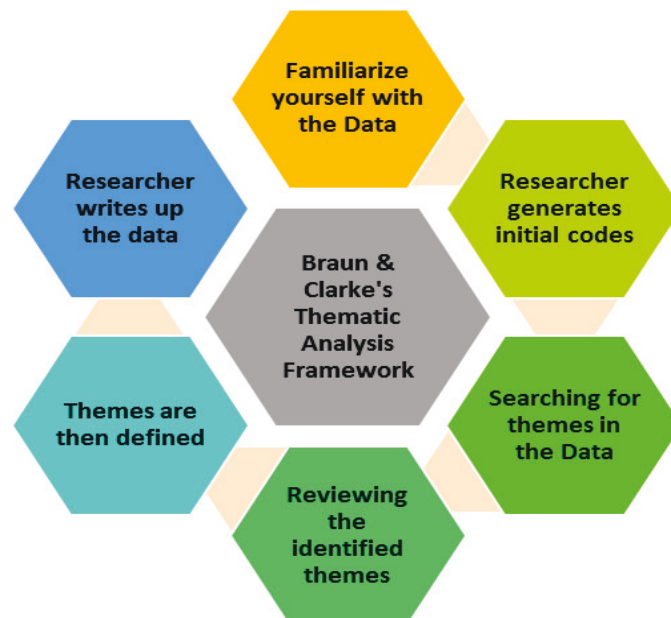 Familiarize
yourself with
the Data
Researcher
generates
initial codes
Searching for
themes in
the Data
Reviewing
the
identified
themes
Themes are
then defined
Researcher
writes up
the data
Braun &
Clarke's
Thematic
Analysis
Framework